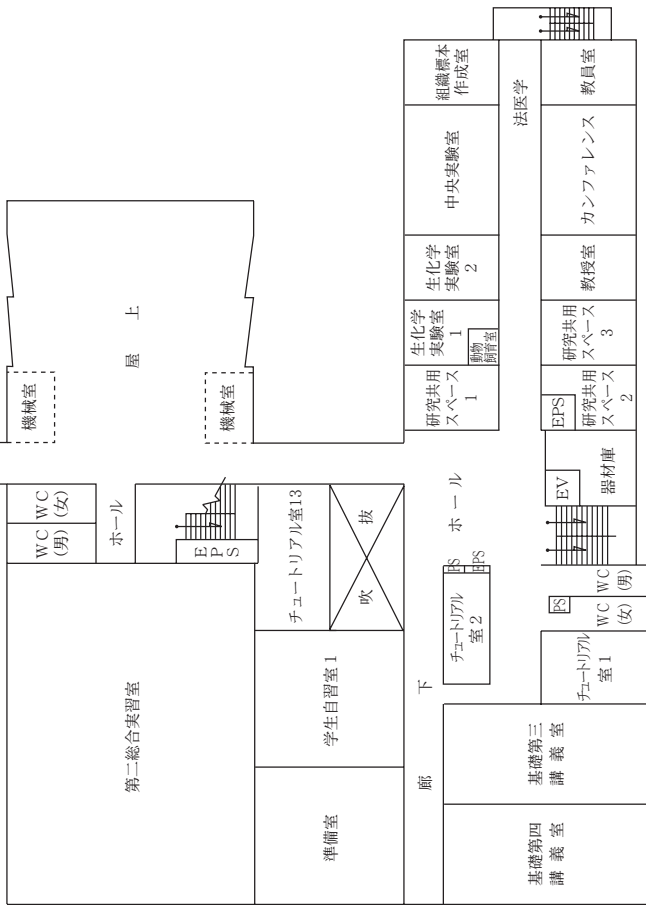 第二総合実習室
WC
(男)
WC
(女)
機械室
ホール
屋 上
E
P
S
機械室
準備室
学生自習室1
チュートリアル室13
吹 抜
廊 下
ホ ー ル
研究共用
スペース
1
生化学
実験室
1
動物
飼育室
生化学
実験室
2
中央実験室
組織標本
作成室
法医学
基礎第四
講 義 室
基礎第三
講 義 室
チュートリアル
室2
PS
EPS
チュートリアル
室1
PS
WC
(女)
WC
(男)
EV
器材庫
EPS
研究共用
スペース
2
研究共用
スペース
3
教授室
カンファレンス
教員室